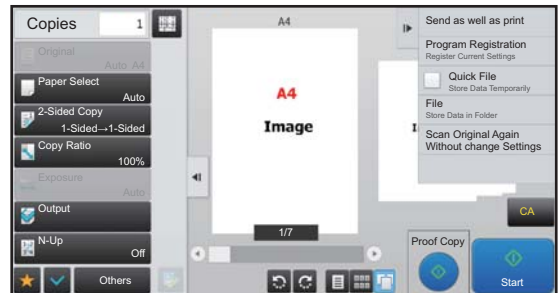 Copies
1
Original
Auto A4
Paper Select
Auto
2-Sided Copy
1-Sided→1-Sided
Copy Ratio
100%
Exposure
Auto
Output
N-Up
Off
Others
A4
A4
Image
1/7
Send as well as print
Program Registration
Register Current Settings
Quick File
Store Data Temporarily
File
Store Data in Folder
Scan Original Again
Without change Settings
CA
Proof Copy
Start